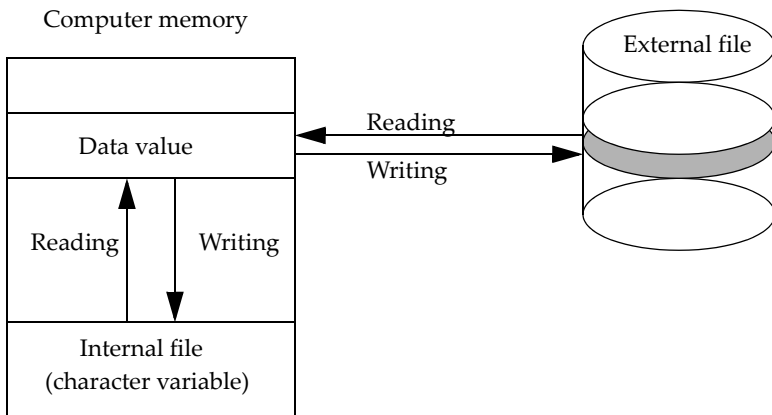 Computer memory
External file
Reading
Data value
Writing
Reading
Writing
Internal file
(character variable)